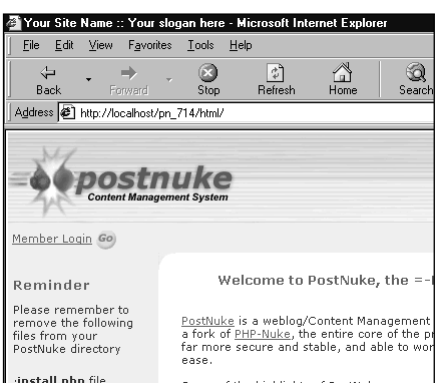 Your Site Name :: Your slogan here - Microsoft Internet Explorer
File Edit View Favorites Tools Help
Back Forward Stop Refresh Home Search
Address http://localhost/pn_714/html/
postnuke
Content Management System
Member Login Go
Reminder
Please remember to
remove the following
files from your
PostNuke directory
install.php file
Welcome to PostNuke, the =-
PostNuke is a weblog/Content Management
a fork of PHP-Nuke, the entire core of the
far more secure and stable, and able to
ease.